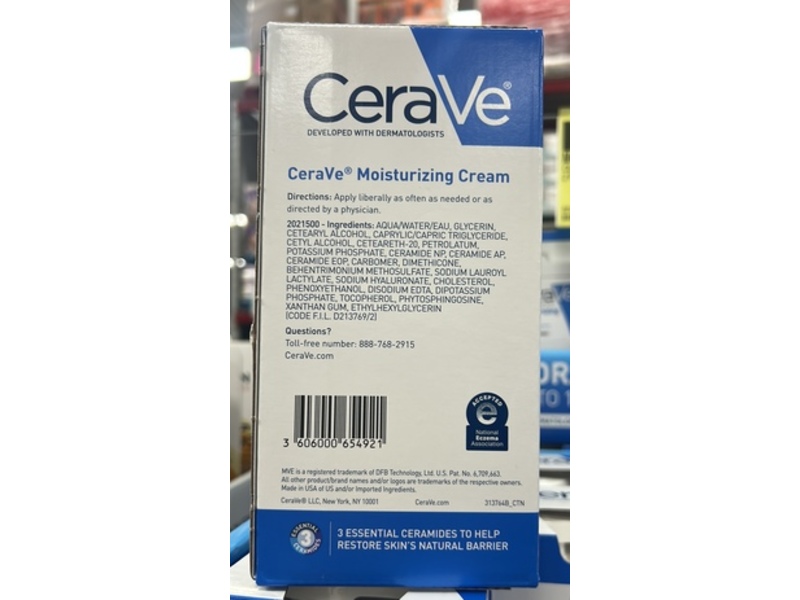 CeraVe®
DEVELOPED WITH DERMATOLOGISTS
CeraVe® Moisturizing Cream
Directions: Apply liberally as often as needed or as
directed by a physician.
2021500 - Ingredients: AQUA/WATER/EAU, GLYCERIN,
CETEARYL ALCOHOL, CAPRYLIC/CAPRIC TRIGLYCERIDE,
CETYL ALCOHOL, CETEARETH-20, PETROLATUM,
POTASSIUM PHOSPHATE, CERAMIDE NP, CERAMIDE AP,
CERAMIDE EOP, CARBOMER, DIMETHICONE,
BEHENTRIMONIUM METHOSULFATE, SODIUM LAUROYL
LACTYLATE, SODIUM HYALURONATE, CHOLESTEROL,
PHENOXYETHANOL, DISODIUM EDTA, DIPOTASSIUM
PHOSPHATE, TOCOPHEROL, PHYTOSPHINGOSINE,
XANTHAN GUM, ETHYLHEXYLGLYCERIN
(CODE F.I.L. D213769/2)
Questions?
Toll-free number: 888-768-2915
CeraVe.com
3 606000 654921
ACCEPTED
e
National
Eczema
Association
MVE is a registered trademark of DFB Technology, Ltd. U.S. Pat. No. 6,709,663.
All other product/brand names and/or logos are trademarks of the respective owners.
Made in USA of US and/or Imported Ingredients.
CeraVe® LLC, New York, NY 10001 CeraVe.com 313764B_CTN
ESSENTIAL
3
CERAMIDES
3 ESSENTIAL CERAMIDES TO HELP
RESTORE SKIN'S NATURAL BARRIER